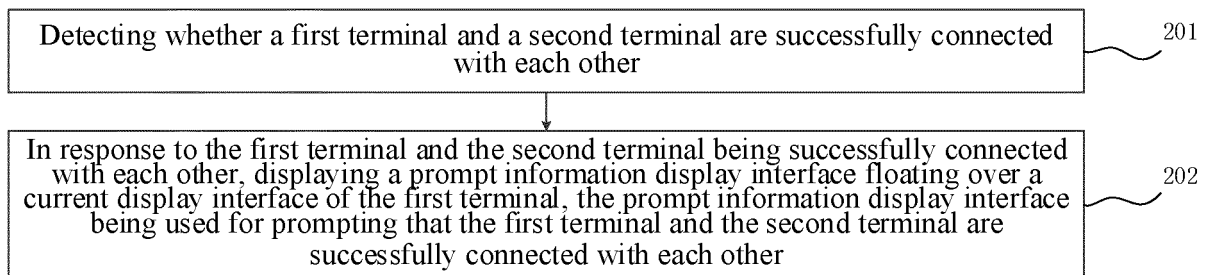 Detecting whether a first terminal and a second terminal are successfully connected
with each other
201
In response to the first terminal and the second terminal being successfully connected
with each other, displaying a prompt information display interface floating over a
current display interface of the first terminal, the prompt information display interface
being used for prompting that the first terminal and the second terminal are
successfully connected with each other
202